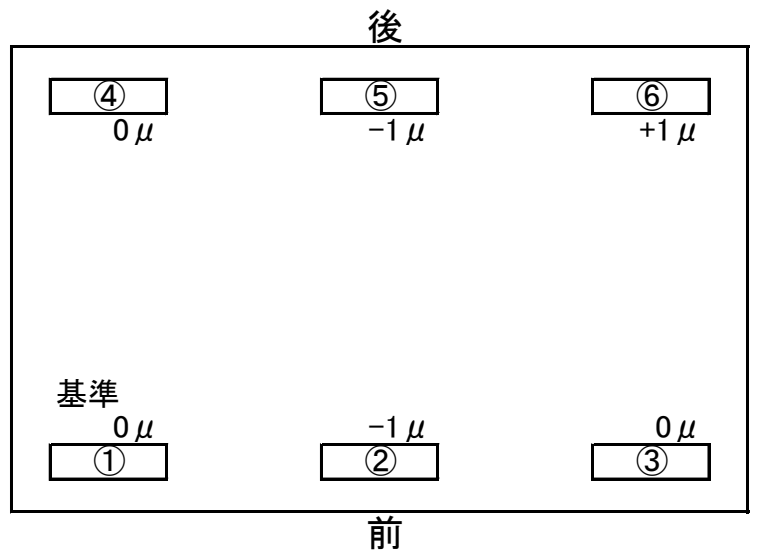 後
④ ⑤ ⑥
0μ -1μ +1μ
基準
0μ -1μ 0μ
① ② ③
前